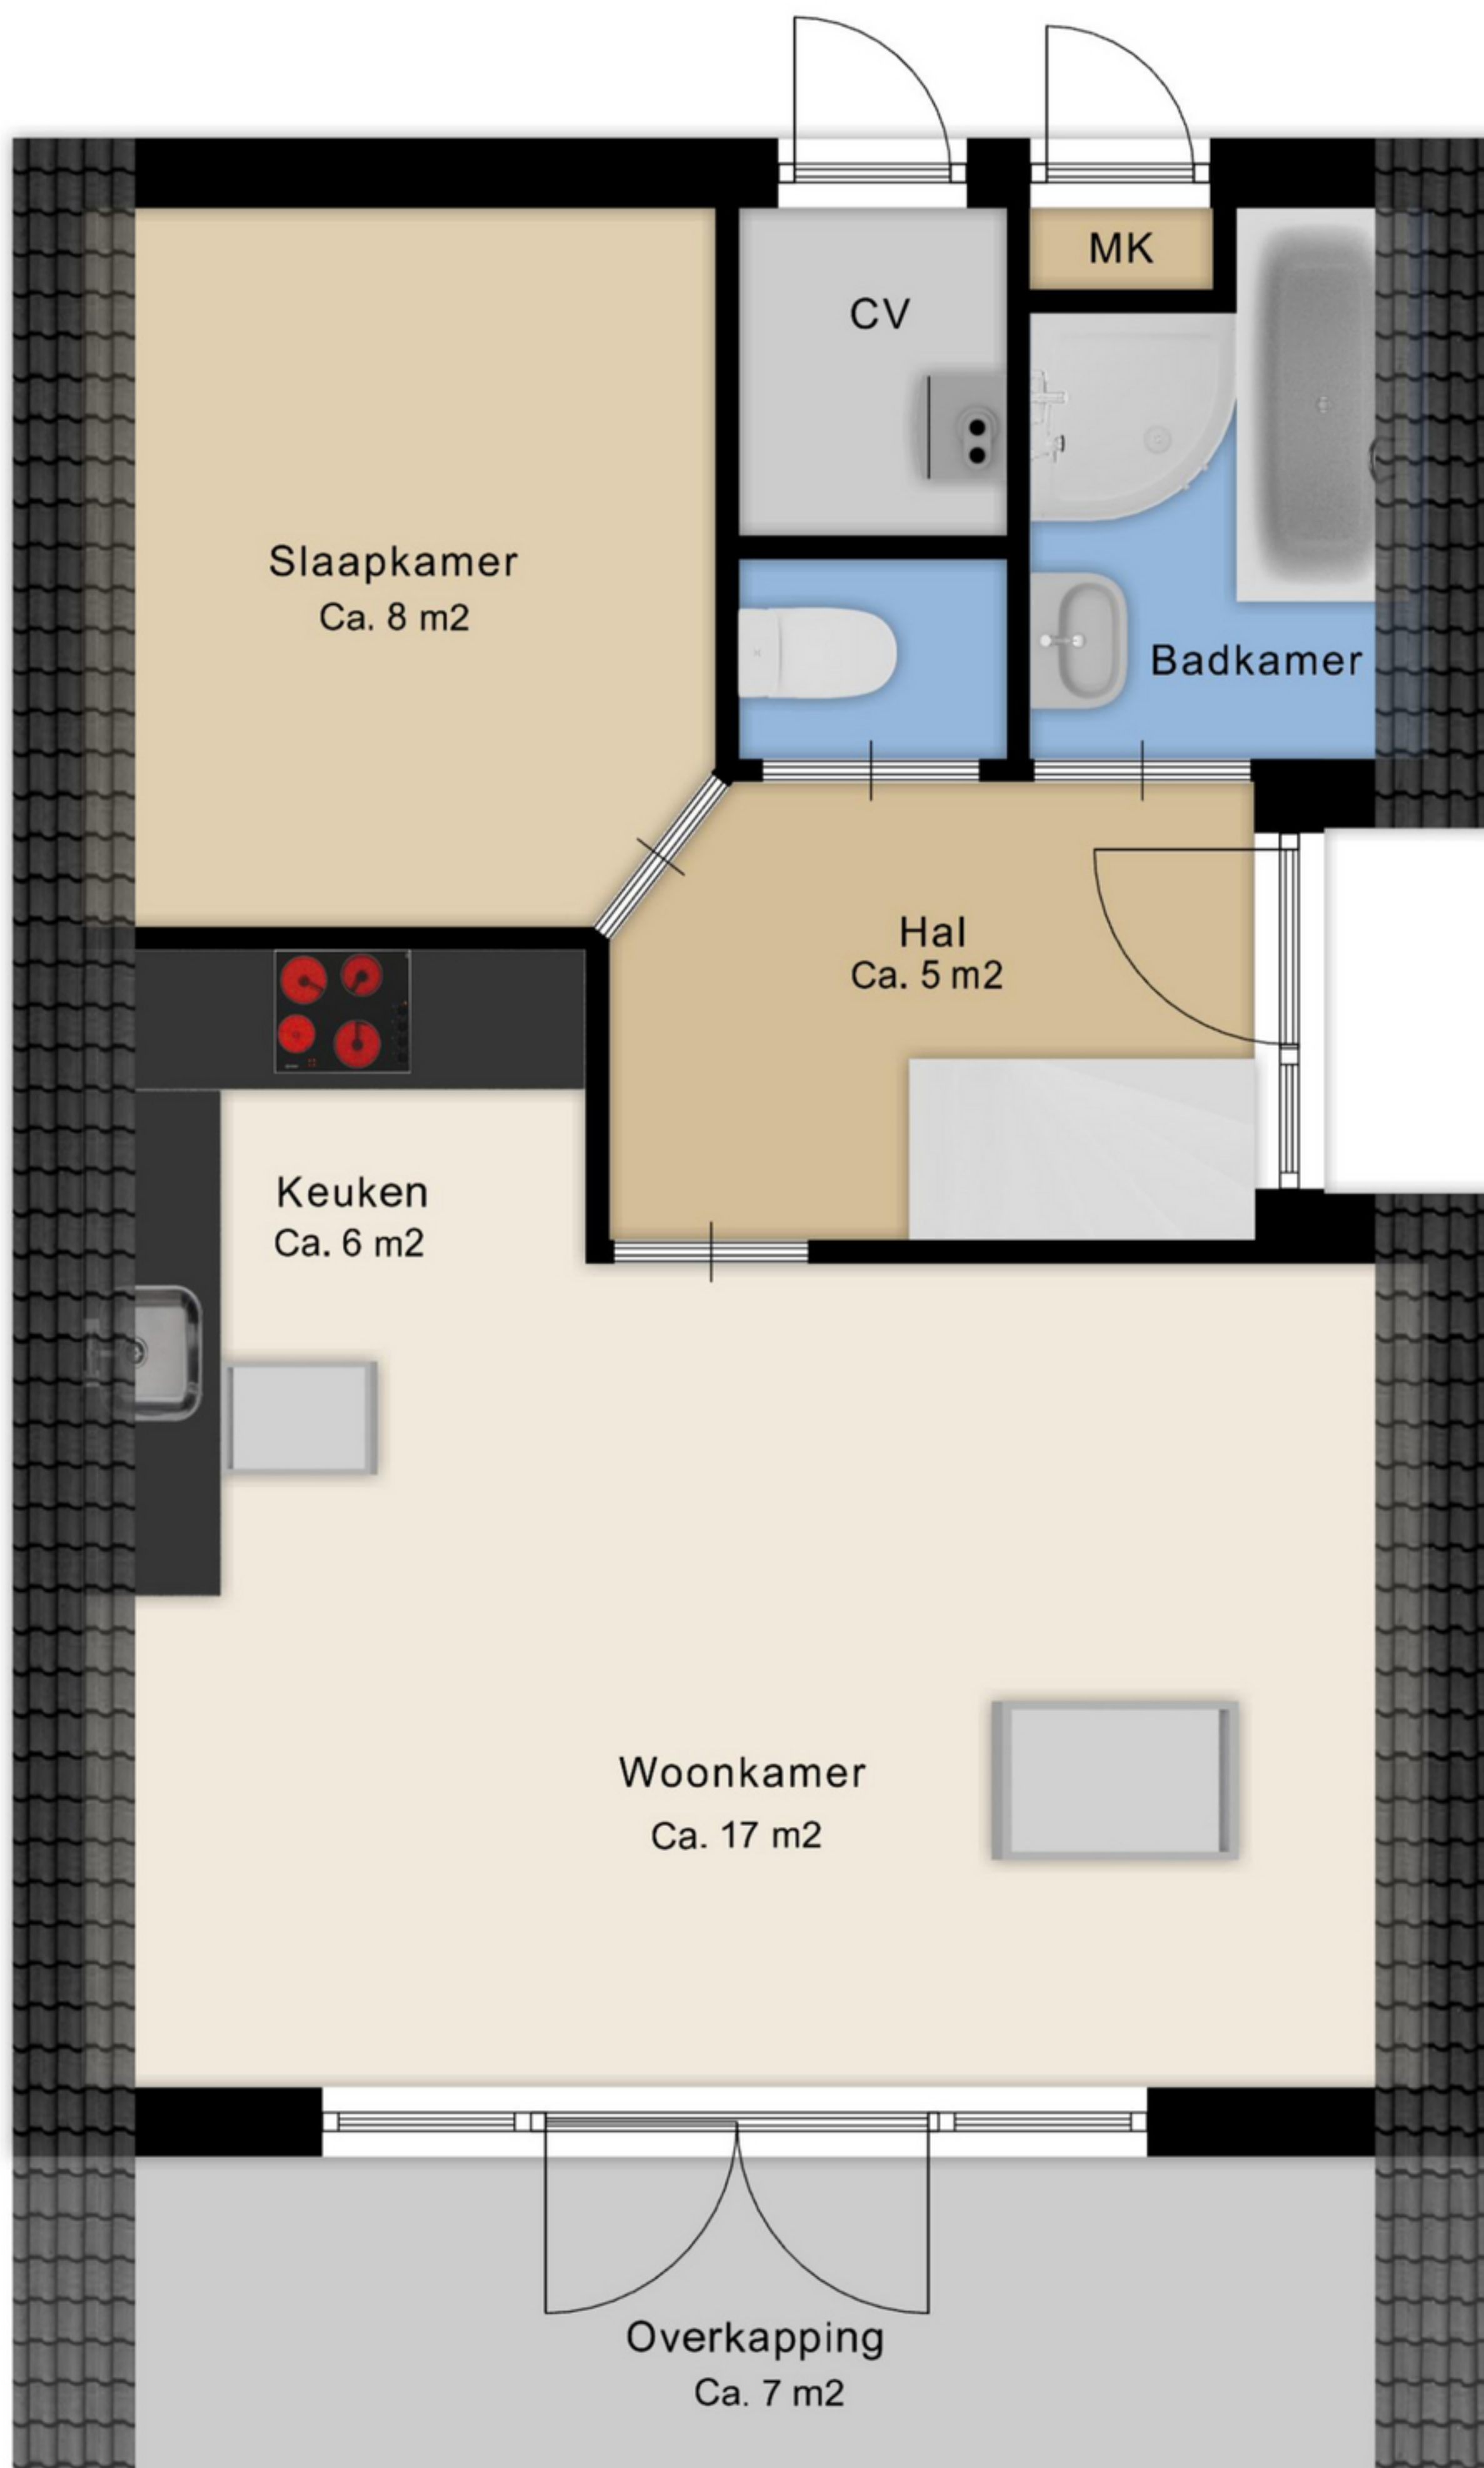 MK
CV
Slaapkamer
Ca. 8 m2
Badkamer
Hal
Ca. 5 m2
Keuken
Ca. 6 m2
Woonkamer
Ca. 17 m2
Overkapping
Ca. 7 m2